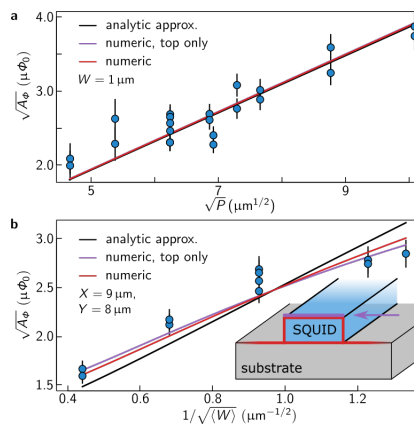 a
analytic approx.
numeric, top only
numeric
W = 1 μm
√A_Φ (μΦ₀)
4.0
3.0
2.0
5 7 9
√P (μm^1/2)
b
analytic approx.
numeric, top only
numeric
X = 9 μm,
Y = 8 μm
√A_Φ (μΦ₀)
3.0
2.5
2.0
1.5
SQUID
substrate
0.4 0.6 0.8 1.0 1.2
1/√⟨W⟩ (μm^−1/2)